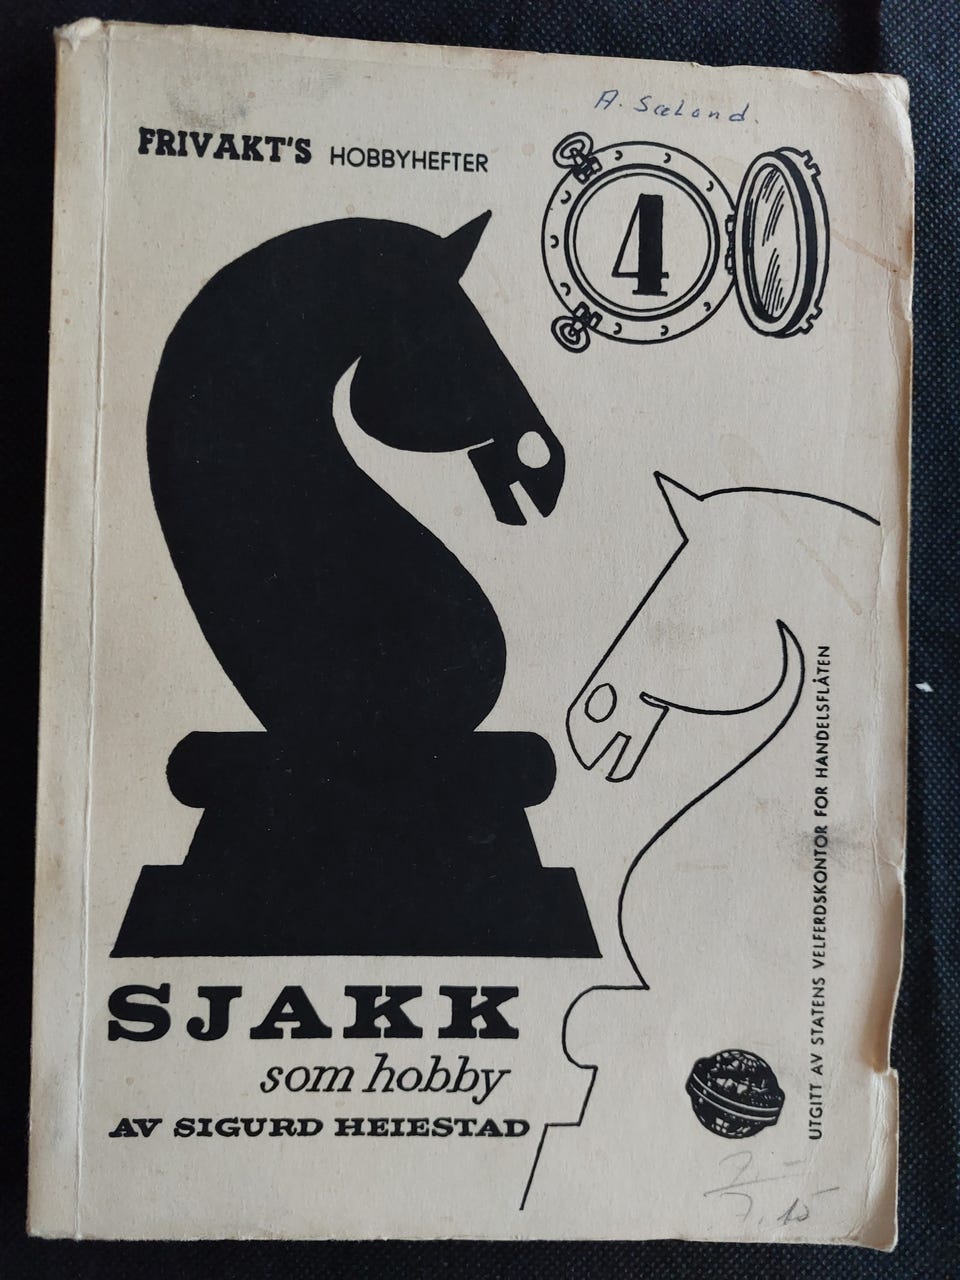 A. Sæland.
FRIVAKT'S HOBBYHEFTER
4
SJAKK
som hobby
AV SIGURD HEIESTAD
UTGITT AV STATENS VELFERDSKONTOR FOR HANDELSFLÅTEN